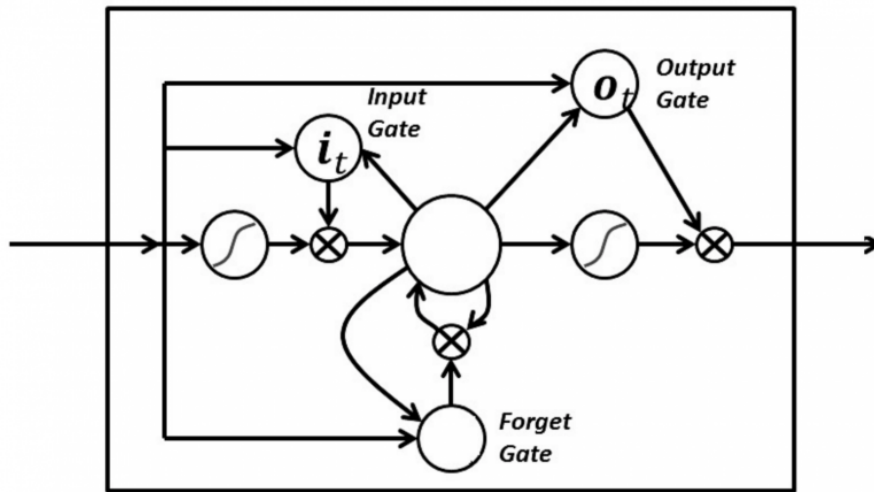 Input
Gate
i_t
Output
Gate
o_t
Forget
Gate